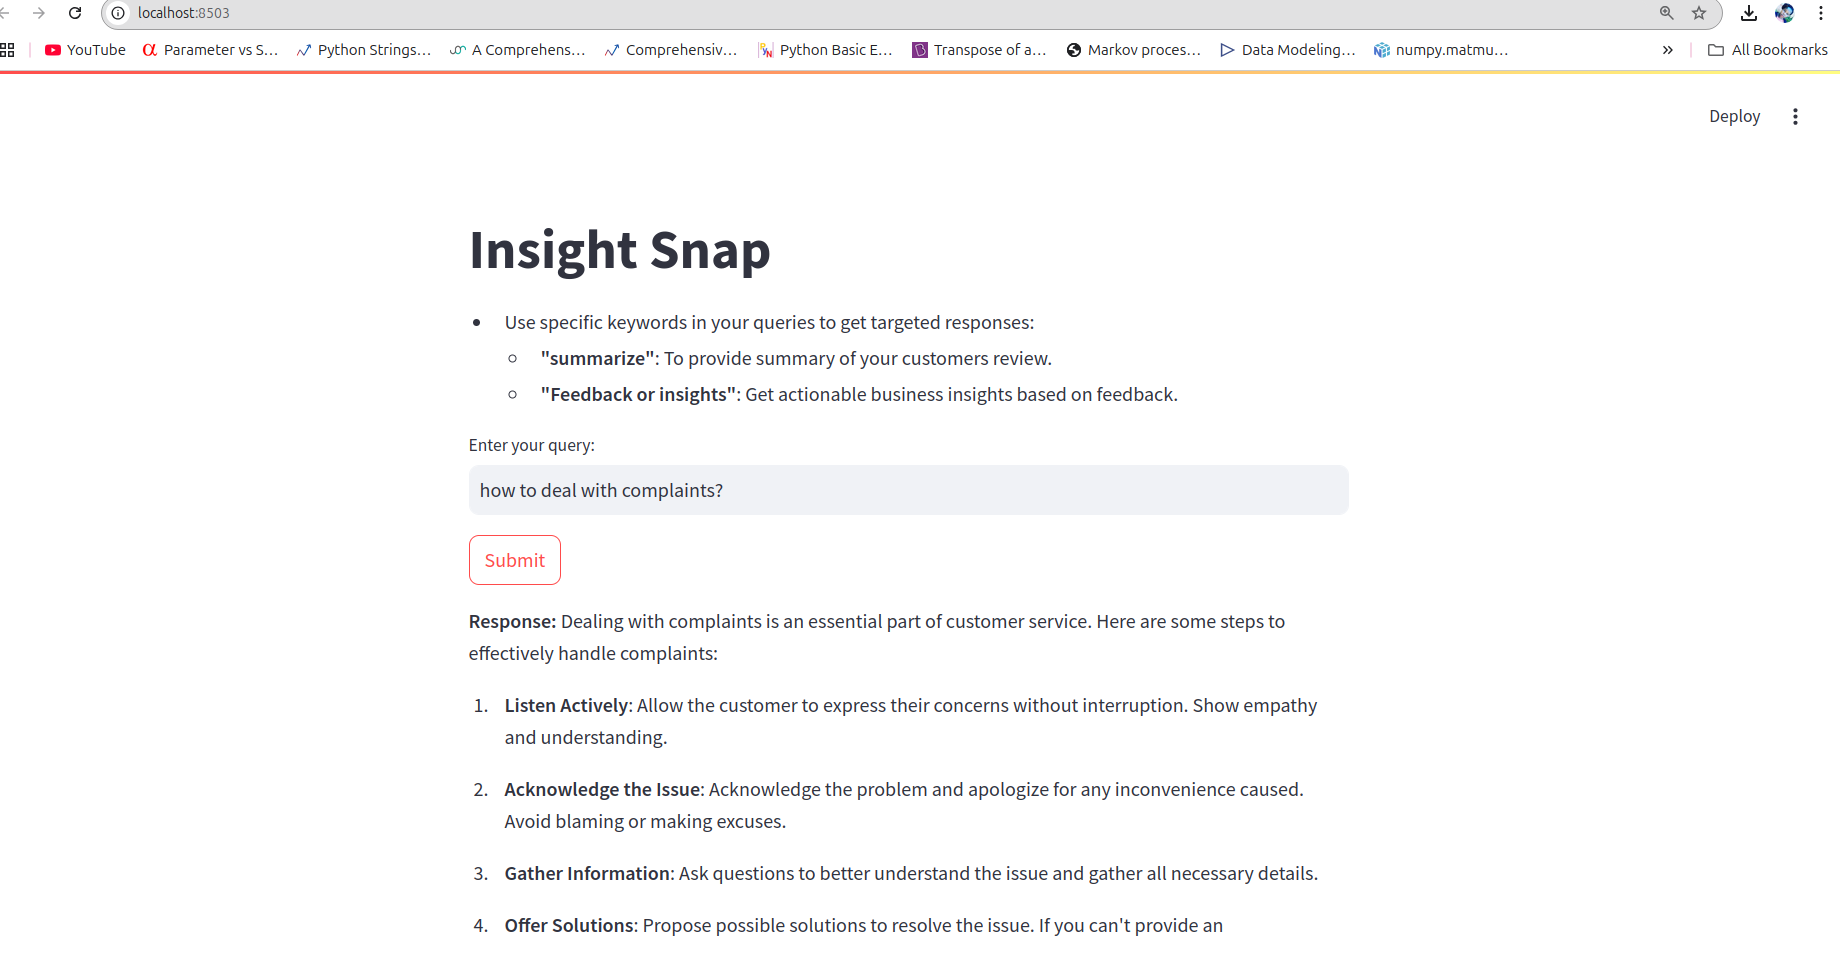 localhost:8503
YouTube Parameter vs S... Python Strings... A Comprehens... Comprehensiv... Python Basic E... Transpose of a... Markov proces... Data Modeling... numpy.matmu... » All Bookmarks
Deploy
Insight Snap
• Use specific keywords in your queries to get targeted responses:
○ "summarize": To provide summary of your customers review.
○ "Feedback or insights": Get actionable business insights based on feedback.
Enter your query:
how to deal with complaints?
Submit
Response: Dealing with complaints is an essential part of customer service. Here are some steps to
effectively handle complaints:
1. Listen Actively: Allow the customer to express their concerns without interruption. Show empathy
and understanding.
2. Acknowledge the Issue: Acknowledge the problem and apologize for any inconvenience caused.
Avoid blaming or making excuses.
3. Gather Information: Ask questions to better understand the issue and gather all necessary details.
4. Offer Solutions: Propose possible solutions to resolve the issue. If you can't provide an